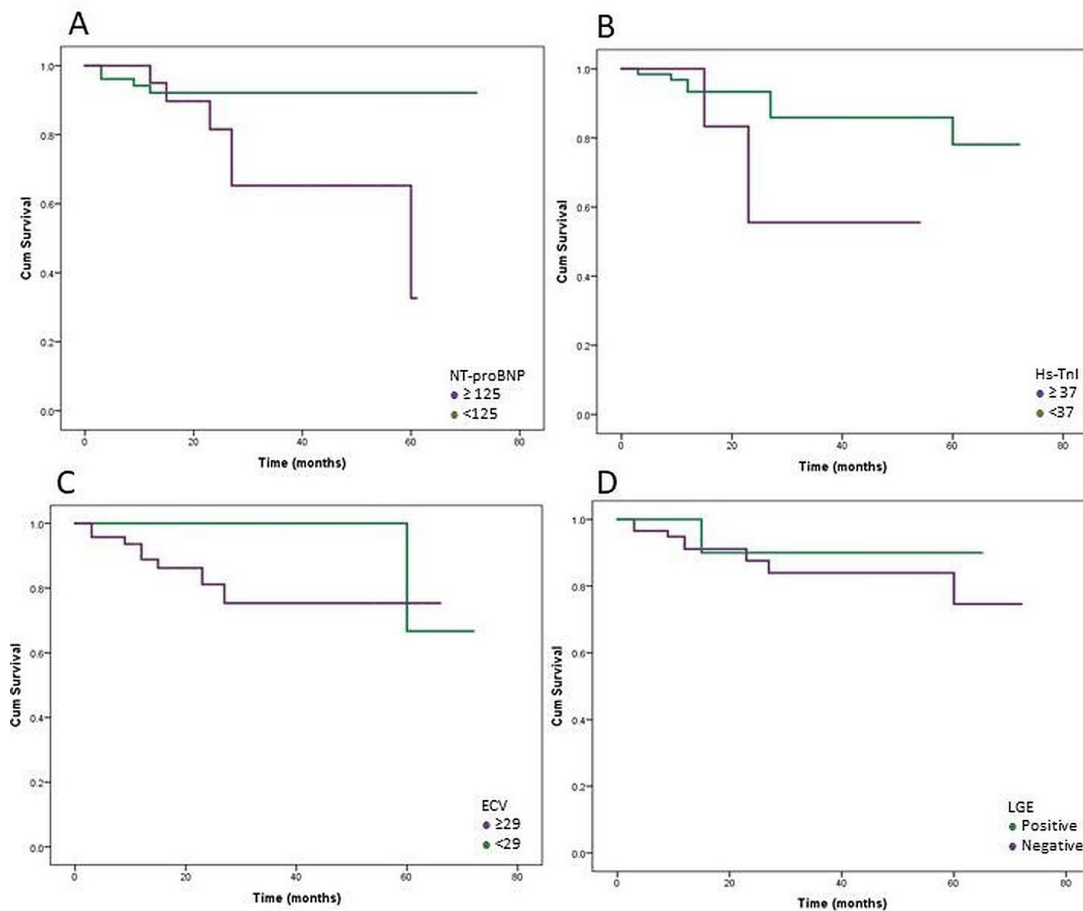 A
1.0
0.8
0.6
0.4
0.2
0.0
Cum Survival
0
20
40
60
80
Time (months)
NT-proBNP
≥ 125
<125
B
1.0
0.8
0.6
0.4
0.2
0.0
Cum Survival
0
20
40
60
80
Time (months)
Hs-TnI
≥ 37
<37
C
1.0
0.8
0.6
0.4
0.2
0.0
Cum Survival
0
20
40
60
80
Time (months)
ECV
≥29
<29
D
1.0
0.8
0.6
0.4
0.2
0.0
Cum Survival
0
20
40
60
80
Time (months)
LGE
Positive
Negative